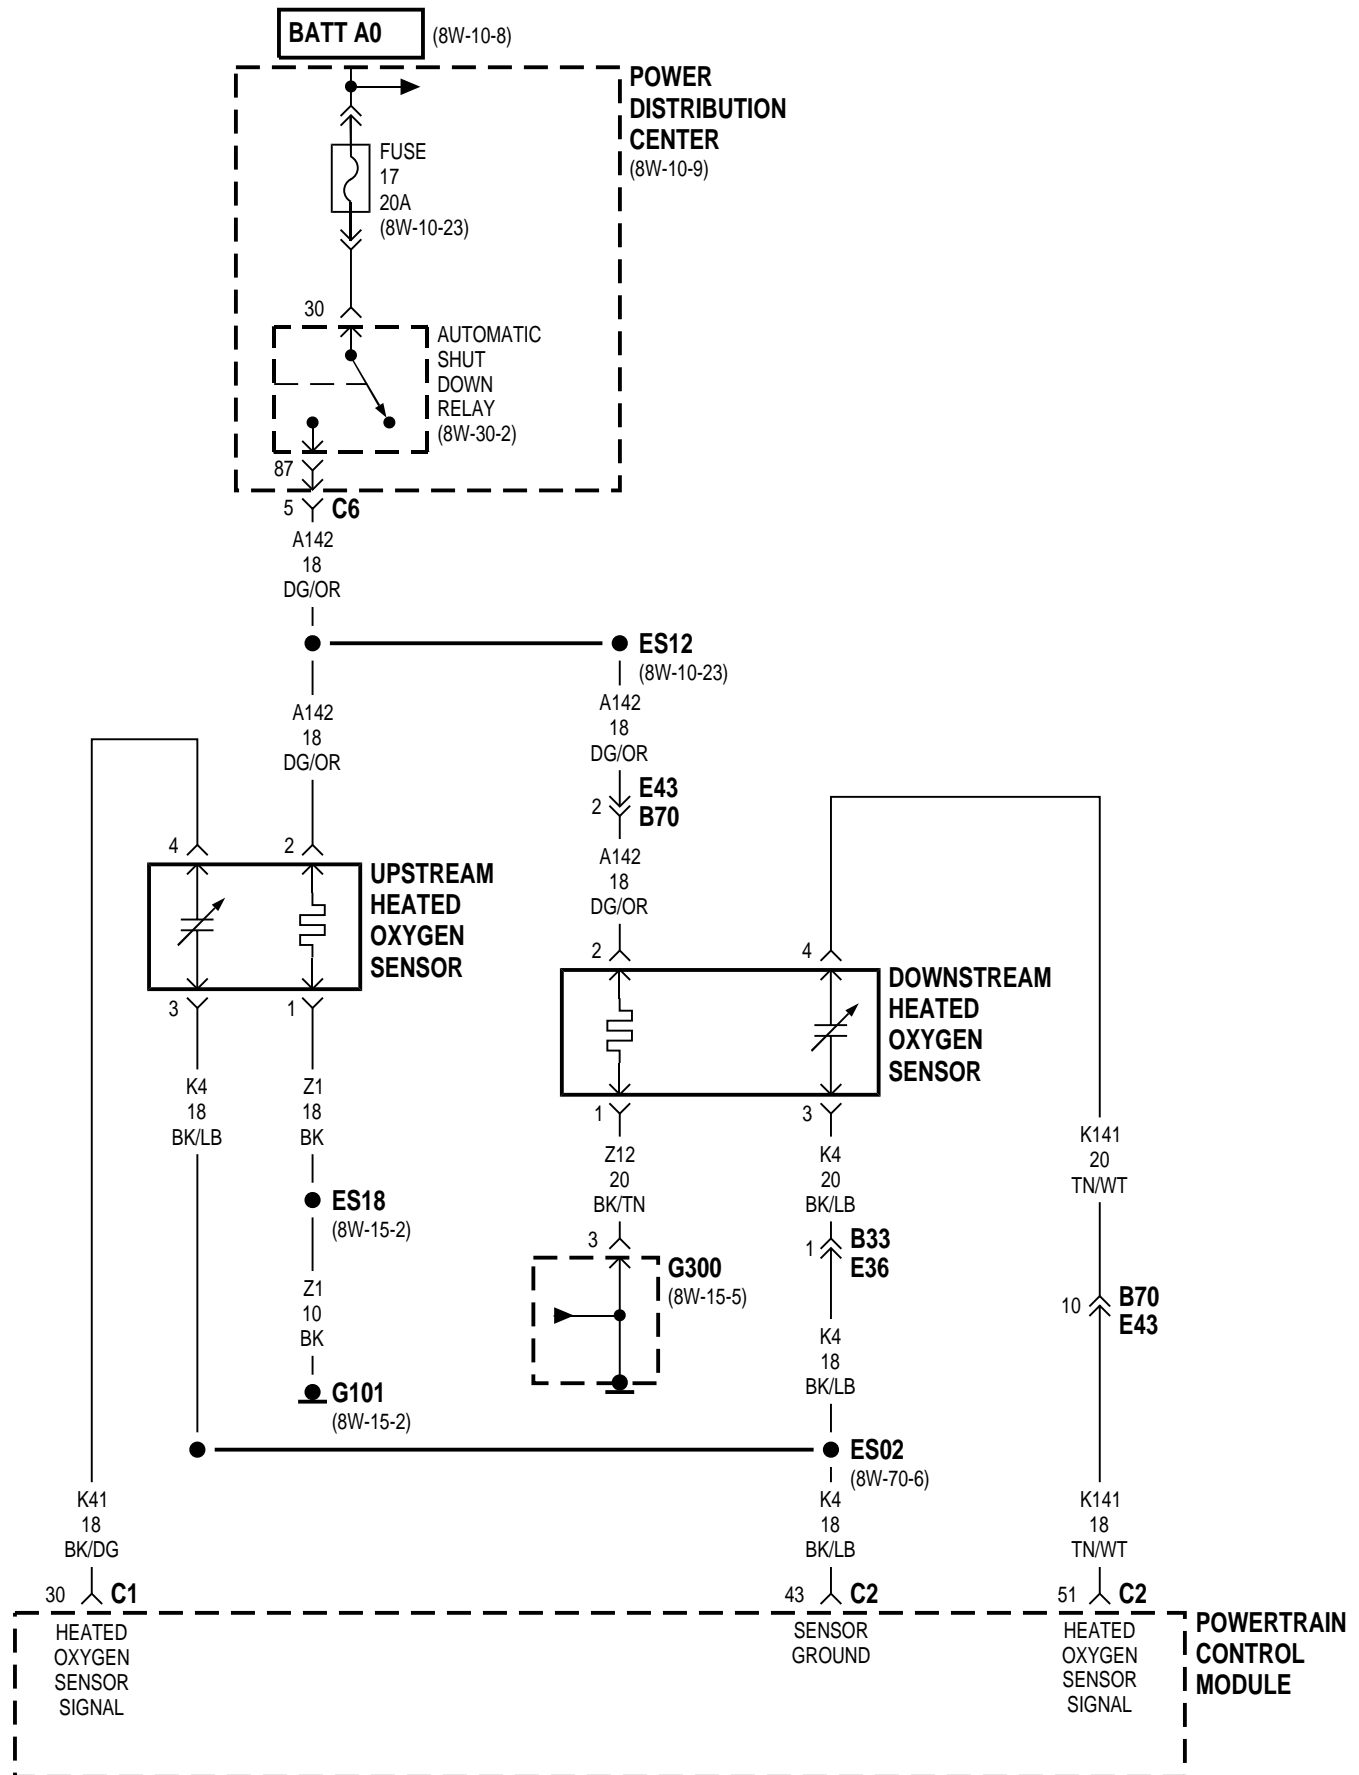 BATT A0 (8W-10-8)
POWER
DISTRIBUTION
CENTER
(8W-10-9)
FUSE
17
20A
(8W-10-23)
30
AUTOMATIC
SHUT
DOWN
RELAY
(8W-30-2)
87
5 C6
A142
18
DG/OR
ES12
(8W-10-23)
A142
18
DG/OR
A142
18
DG/OR
E43
2 B70
A142
18
DG/OR
4 2
UPSTREAM
HEATED
OXYGEN
SENSOR
3 1
2 4
DOWNSTREAM
HEATED
OXYGEN
SENSOR
1 3
K4
18
BK/LB
Z1
18
BK
ES18
(8W-15-2)
Z1
10
BK
G101
(8W-15-2)
Z12
20
BK/TN
3
G300
(8W-15-5)
K4
20
BK/LB
B33
1 E36
K4
18
BK/LB
K141
20
TN/WT
10 B70
E43
ES02
(8W-70-6)
K41
18
BK/DG
K4
18
BK/LB
K141
18
TN/WT
30 C1
43 C2
51 C2
HEATED
OXYGEN
SENSOR
SIGNAL
SENSOR
GROUND
HEATED
OXYGEN
SENSOR
SIGNAL
POWERTRAIN
CONTROL
MODULE